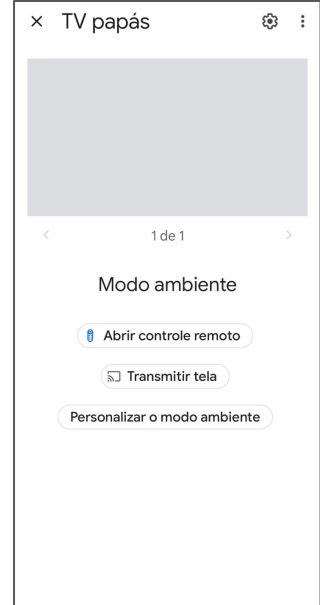 TV papás
1 de 1
Modo ambiente
Abrir controle remoto
Transmitir tela
Personalizar o modo ambiente